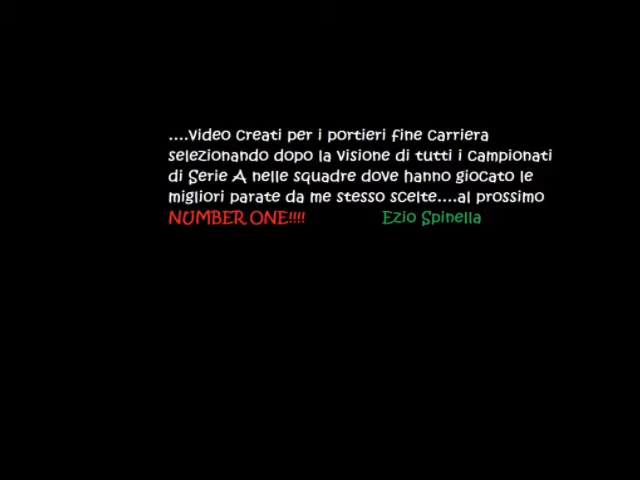 ....Video creati per i portieri fine carriera
selezionando dopo la visione di tutti i campionati
di Serie A nelle squadre dove hanno giocato le
migliori parate da me stesso scelte....al prossimo
NUMBER ONE!!!! Ezio Spinella